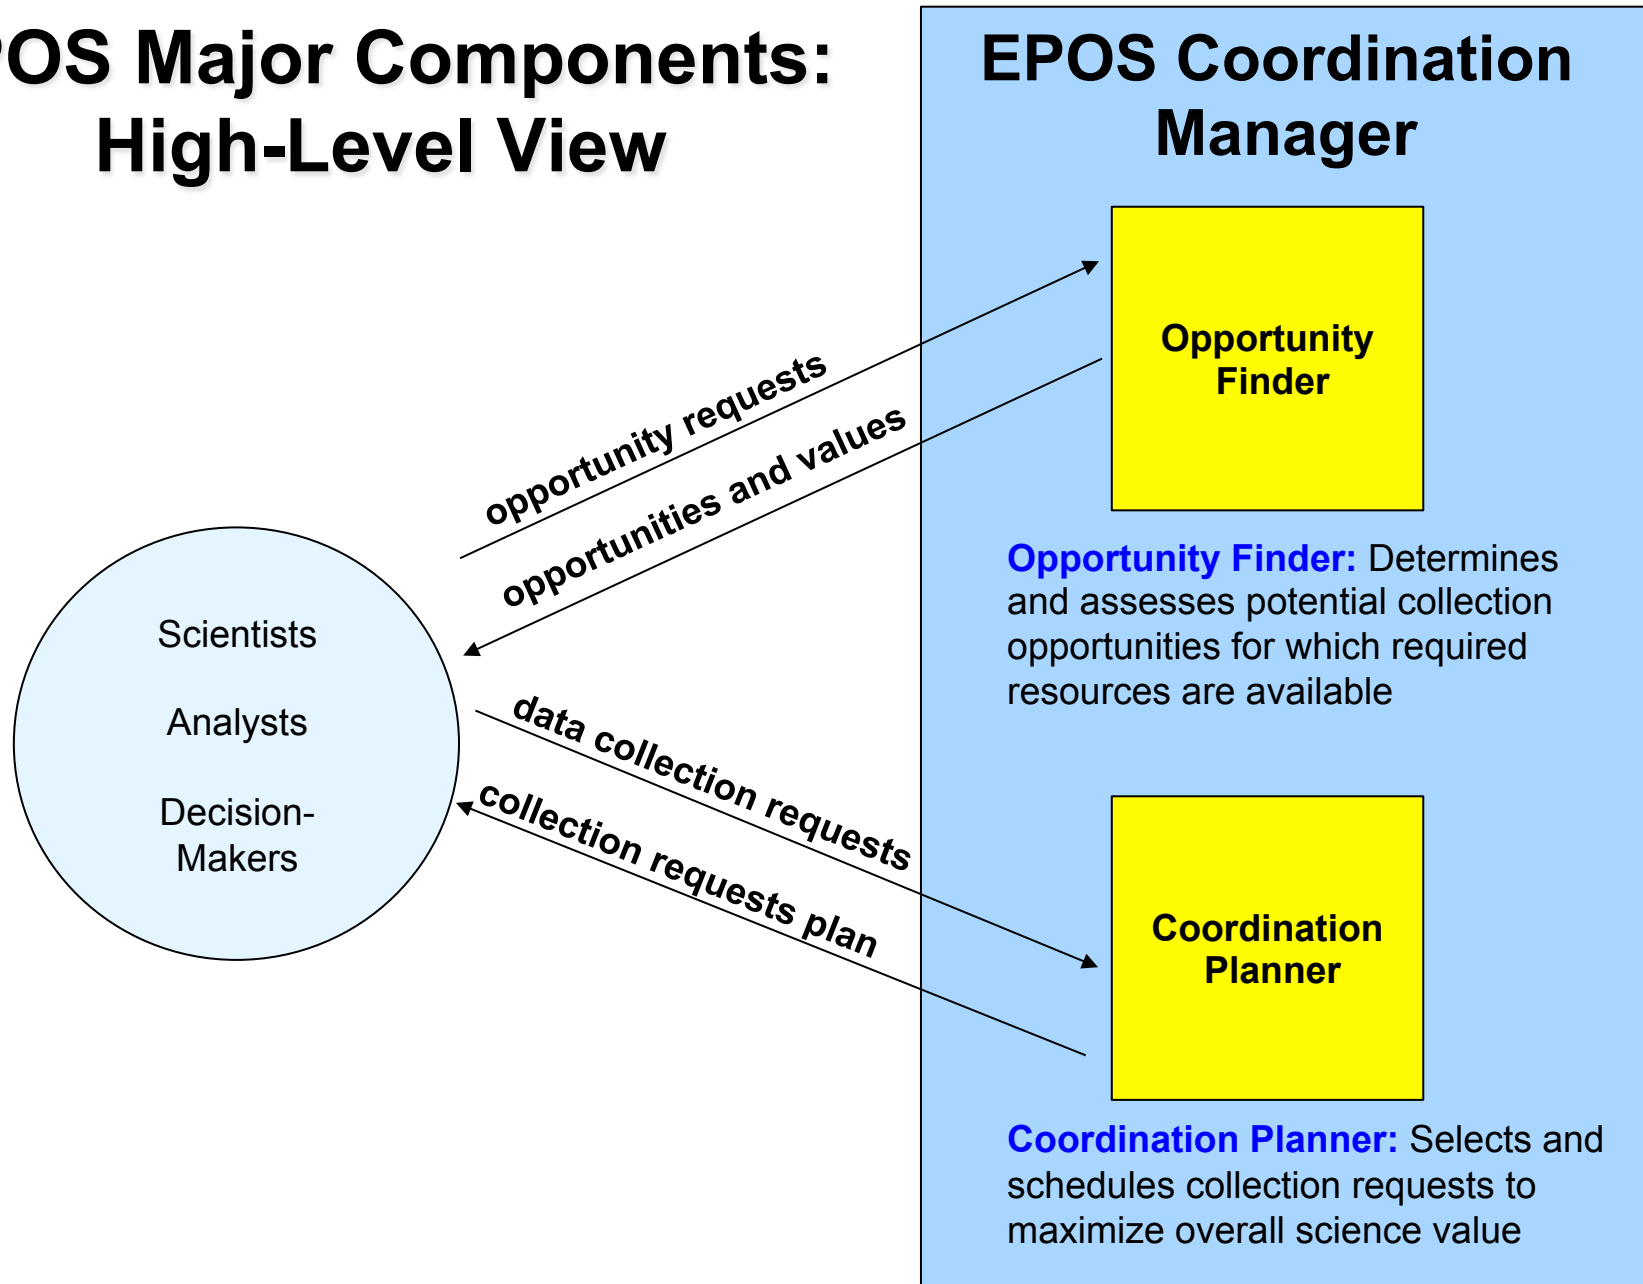 POS Major Components:
High-Level View
EPOS Coordination
Manager
Opportunity
Finder
opportunity requests
opportunities and values
Opportunity Finder: Determines
and assesses potential collection
opportunities for which required
resources are available
Scientists
Analysts
Decision-
Makers
data collection requests
collection requests plan
Coordination
Planner
Coordination Planner: Selects and
schedules collection requests to
maximize overall science value